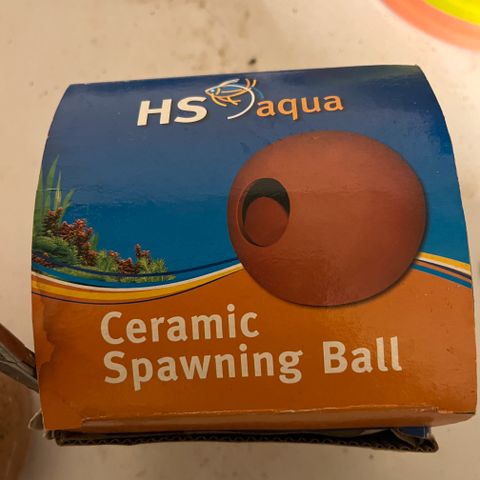 HS aqua
Ceramic
Spawning Ball